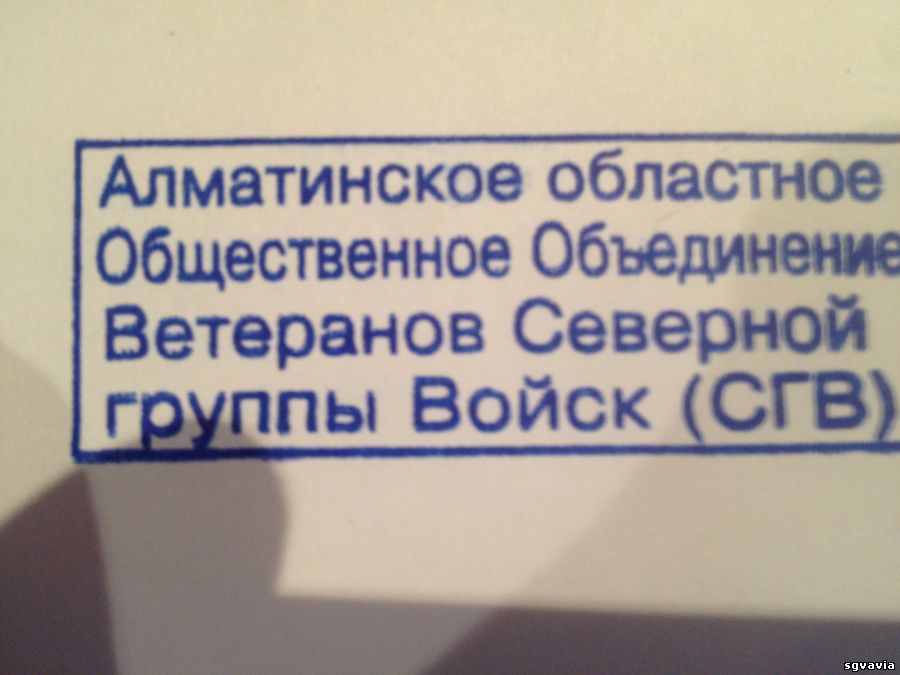 Алматинское областное
Общественное Объединение
Ветеранов Северной
группы Войск (СГВ)
sgvavia